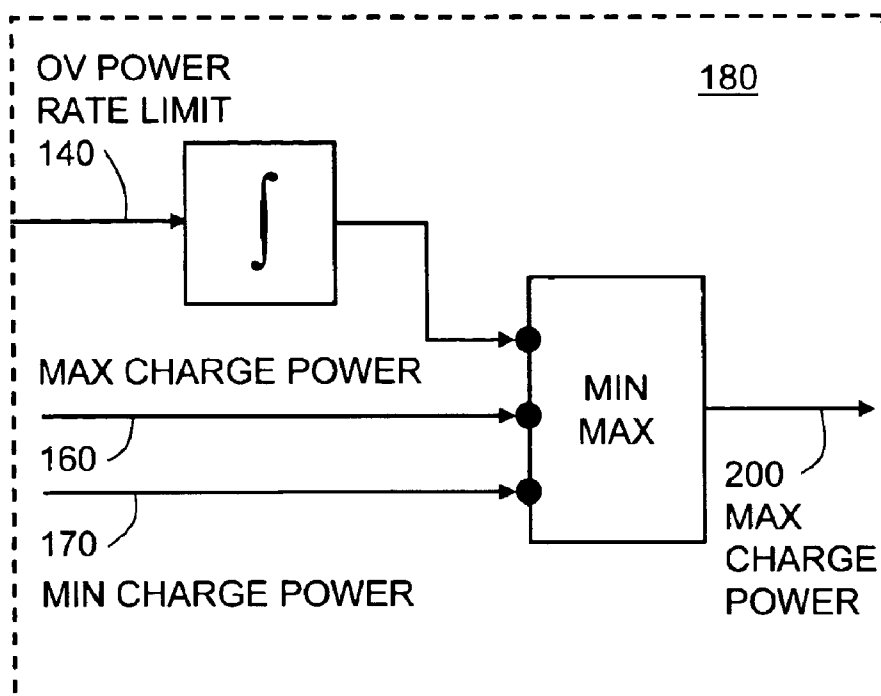 OV POWER
RATE LIMIT
140
180
∫
MAX CHARGE POWER
160
170
MIN CHARGE POWER
MIN
MAX
200
MAX
CHARGE
POWER